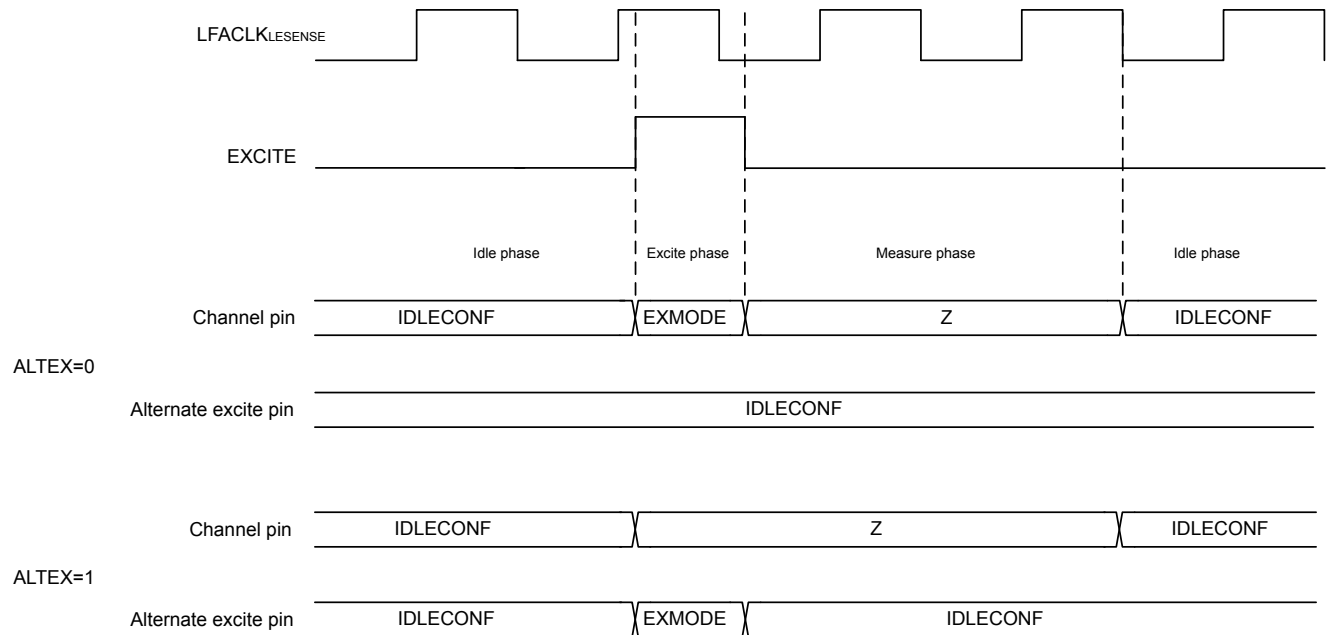 LFACLKLESENSE
EXCITE
Idle phase Excite phase Measure phase Idle phase
Channel pin IDLECONF EXMODE Z IDLECONF
ALTEX=0
Alternate excite pin IDLECONF
Channel pin IDLECONF Z IDLECONF
ALTEX=1
Alternate excite pin IDLECONF EXMODE IDLECONF